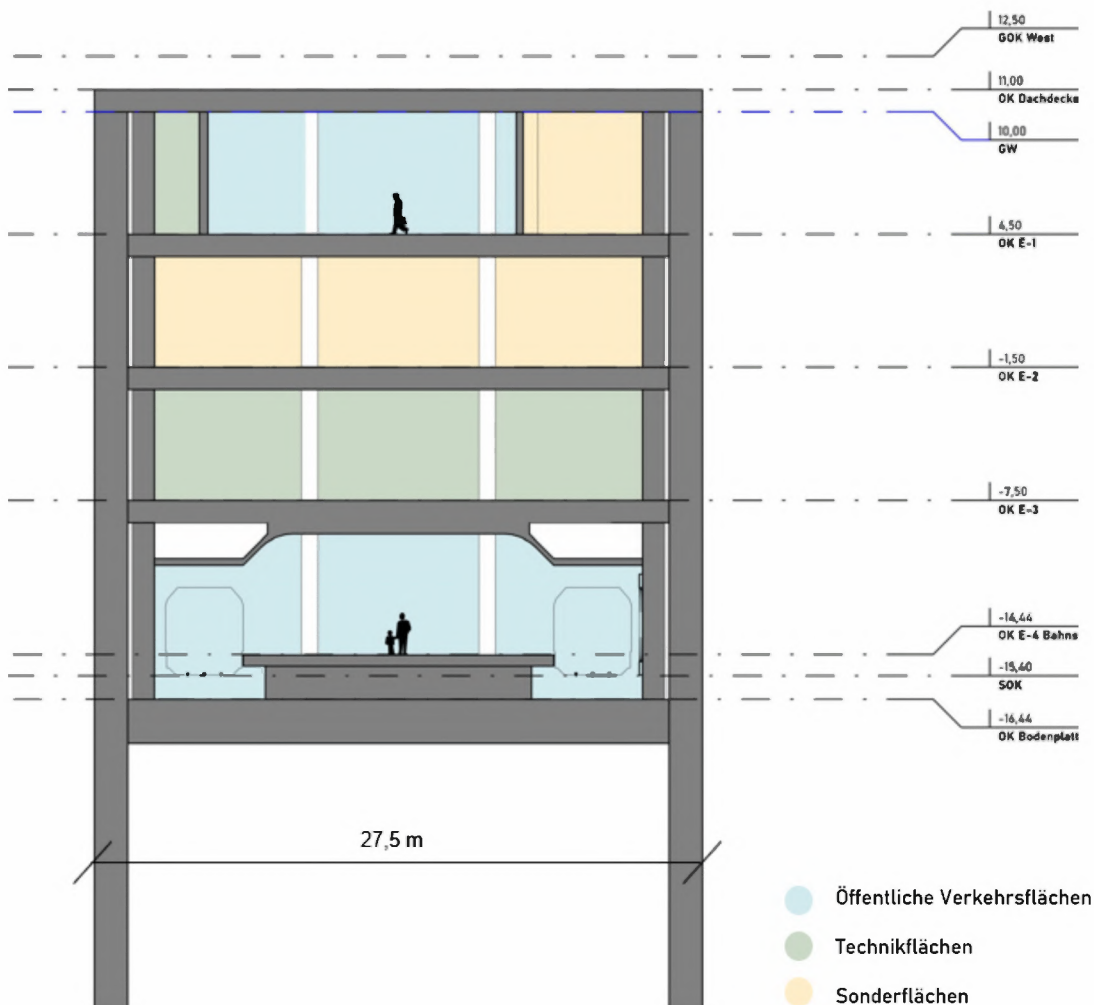 12,50
GOK West
11,00
OK Dachdecke
10,00
GW
4,50
OK E-1
-1,50
OK E-2
-7,50
OK E-3
-14,44
OK E-4 Bahns
-15,40
SOK
-16,44
OK Bodenplatt
27,5 m
Öffentliche Verkehrsflächen
Technikflächen
Sonderflächen